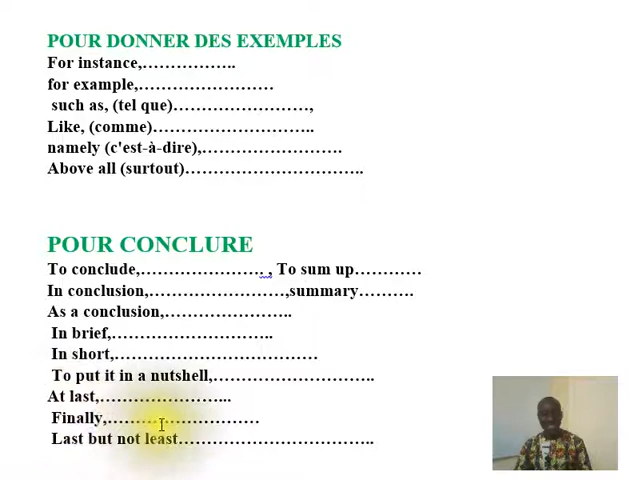 POUR DONNER DES EXEMPLES
For instance,……………..
for example,……………………
such as, (tel que)……………………,
Like, (comme)………………………..
namely (c'est-à-dire),…………………….
Above all (surtout)…………………………..
POUR CONCLURE
To conclude,…………………. , To sum up…………
In conclusion,……………………,summary……….
As a conclusion,…………………..
In brief,……………………..
In short,…………………………
To put it in a nutshell,……………………..
At last,…………………...
Finally,………………………
Last but not least……………………………..